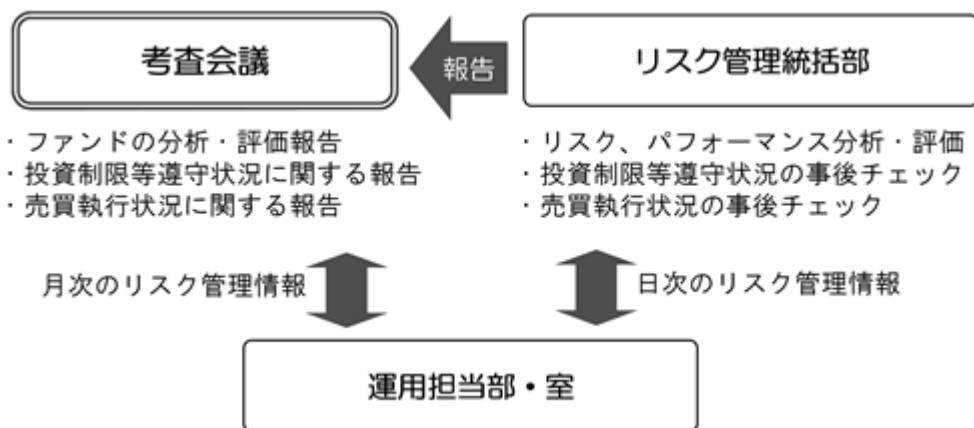 考査会議
報告
リスク管理統括部
・ファンドの分析・評価報告
・投資制限等遵守状況に関する報告
・売買執行状況に関する報告
・リスク、パフォーマンス分析・評価
・投資制限等遵守状況の事後チェック
・売買執行状況の事後チェック
月次のリスク管理情報
日次のリスク管理情報
運用担当部・室